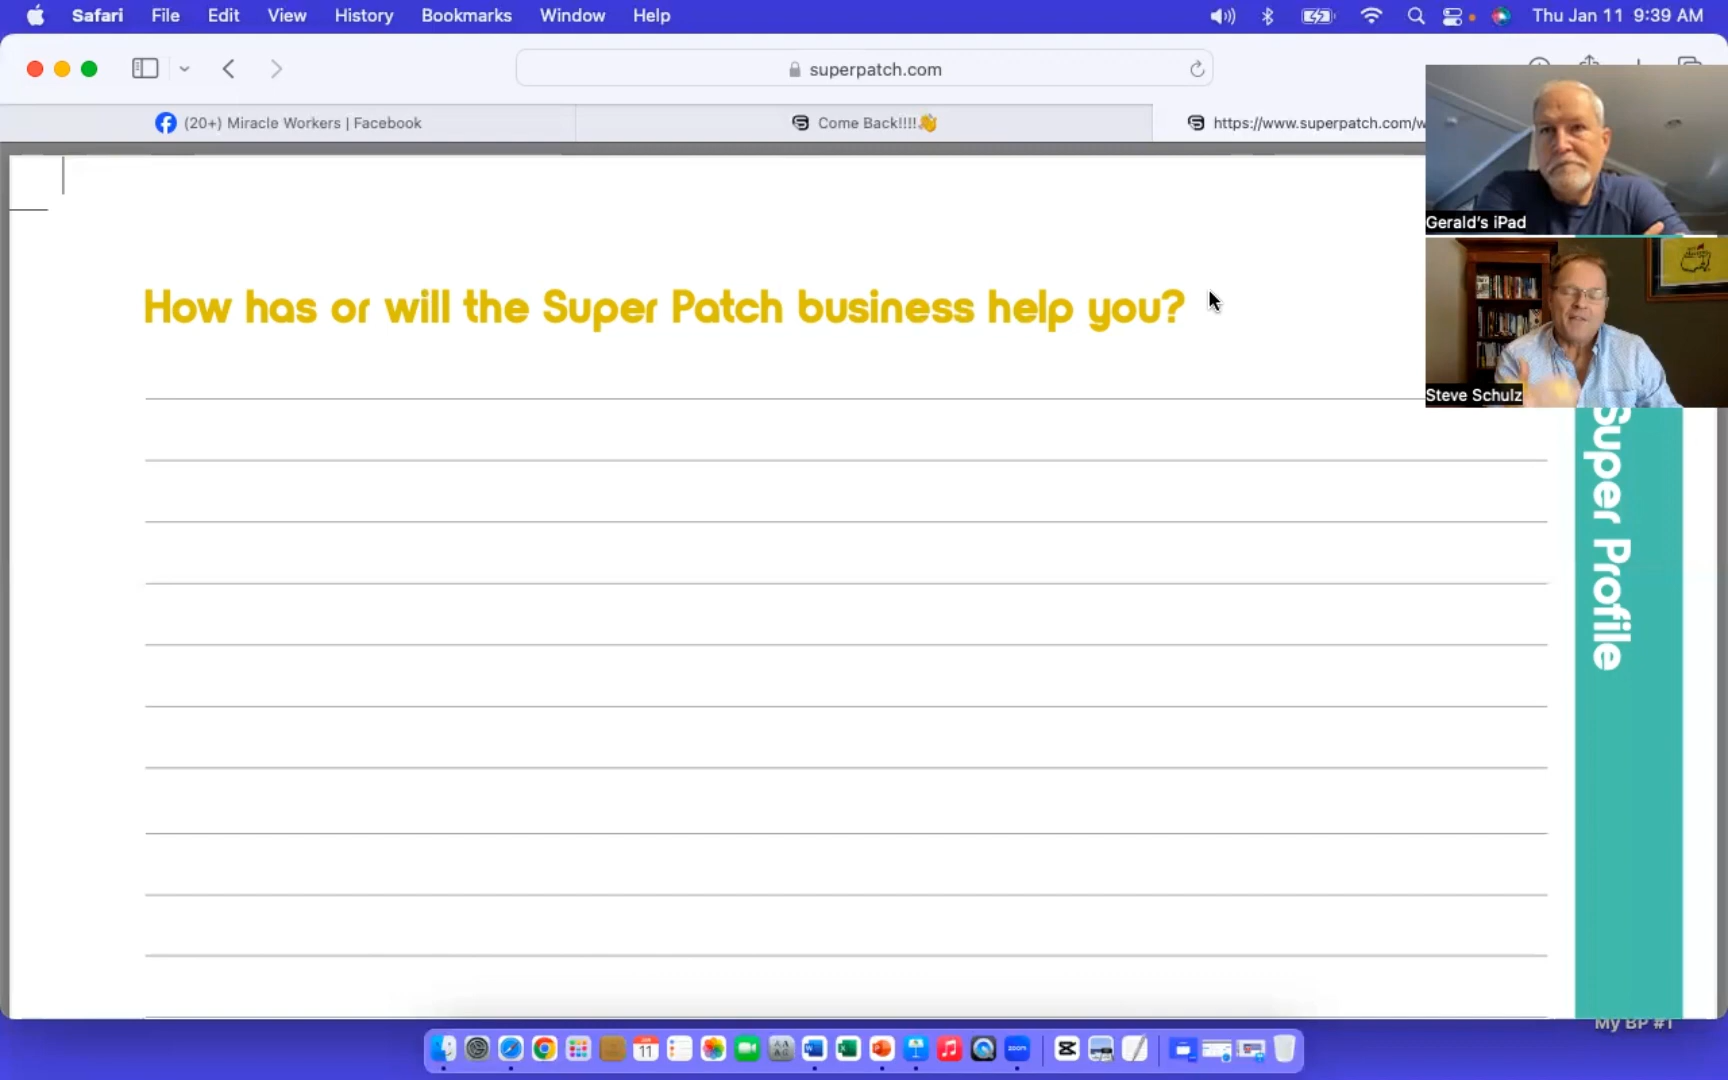 Safari File Edit View History Bookmarks Window Help Thu Jan 11 9:39 AM
superpatch.com
(20+) Miracle Workers | Facebook
Come Back!!!!👋
https://www.superpatch.com/w
Gerald's iPad
How has or will the Super Patch business help you?
Steve Schulz
Super Profile
My BP #1
11
zoom